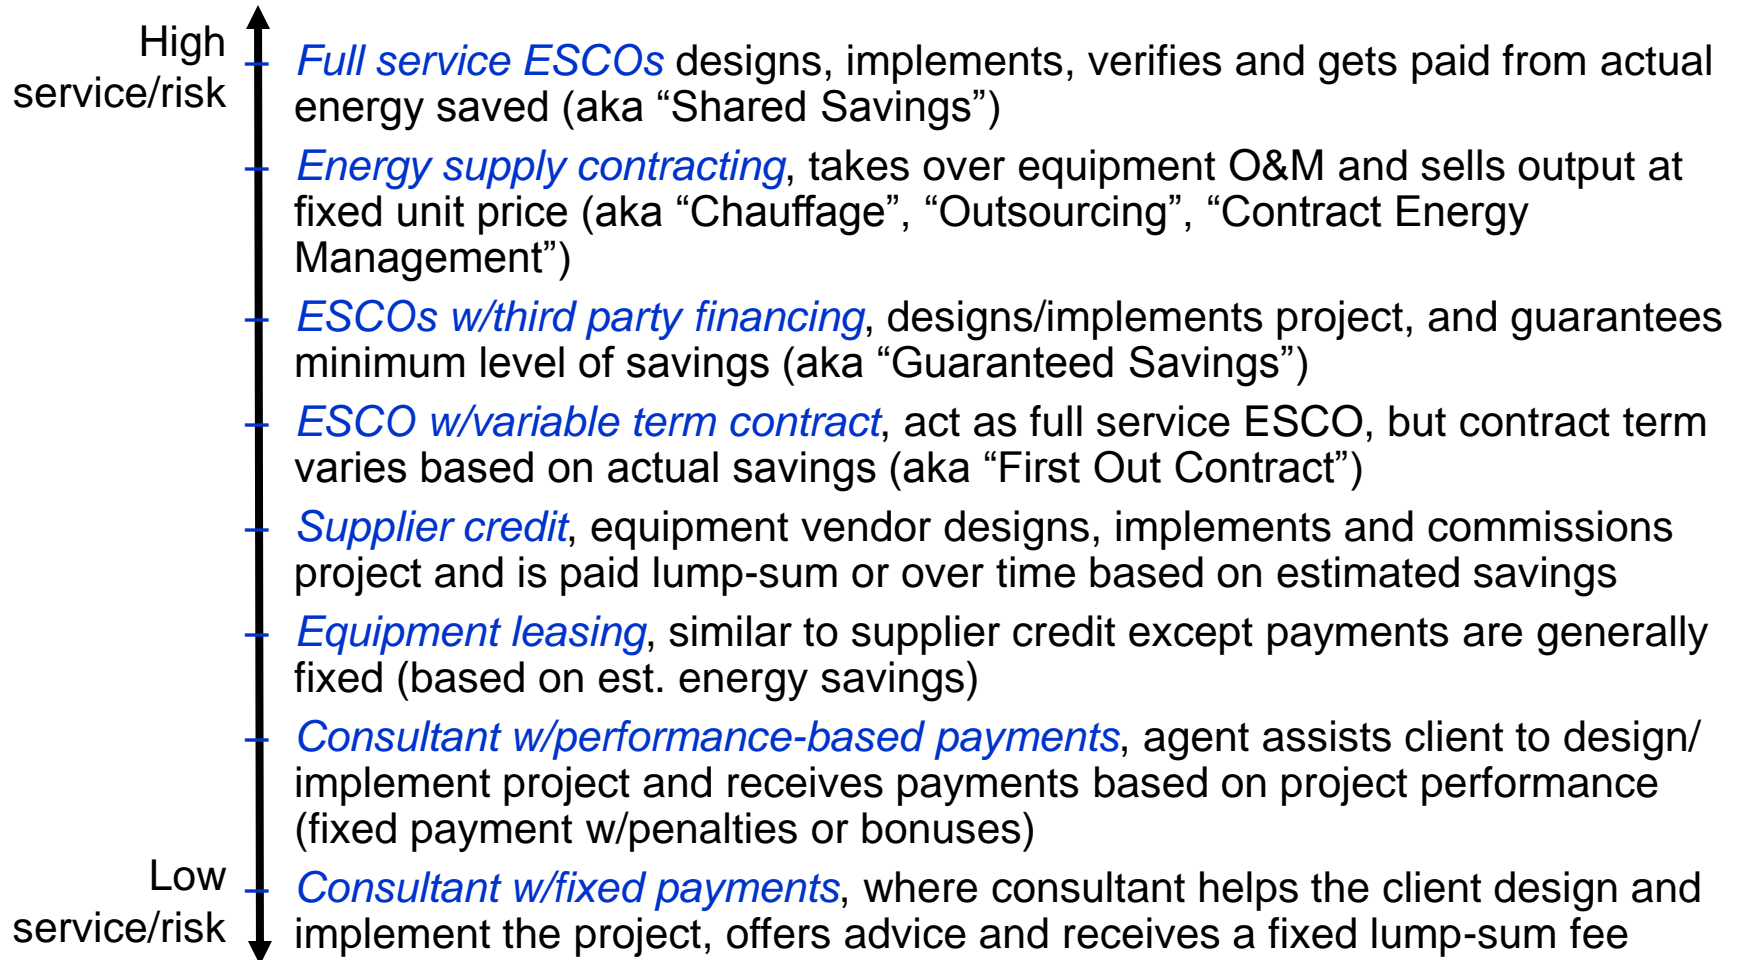 High
service/risk
Full service ESCOs designs, implements, verifies and gets paid from actual
energy saved (aka “Shared Savings”)
Energy supply contracting, takes over equipment O&M and sells output at
fixed unit price (aka “Chauffage”, “Outsourcing”, “Contract Energy
Management”)
ESCOs w/third party financing, designs/implements project, and guarantees
minimum level of savings (aka “Guaranteed Savings”)
ESCO w/variable term contract, act as full service ESCO, but contract term
varies based on actual savings (aka “First Out Contract”)
Supplier credit, equipment vendor designs, implements and commissions
project and is paid lump-sum or over time based on estimated savings
Equipment leasing, similar to supplier credit except payments are generally
fixed (based on est. energy savings)
Consultant w/performance-based payments, agent assists client to design/
implement project and receives payments based on project performance
(fixed payment w/penalties or bonuses)
Low
service/risk
Consultant w/fixed payments, where consultant helps the client design and
implement the project, offers advice and receives a fixed lump-sum fee